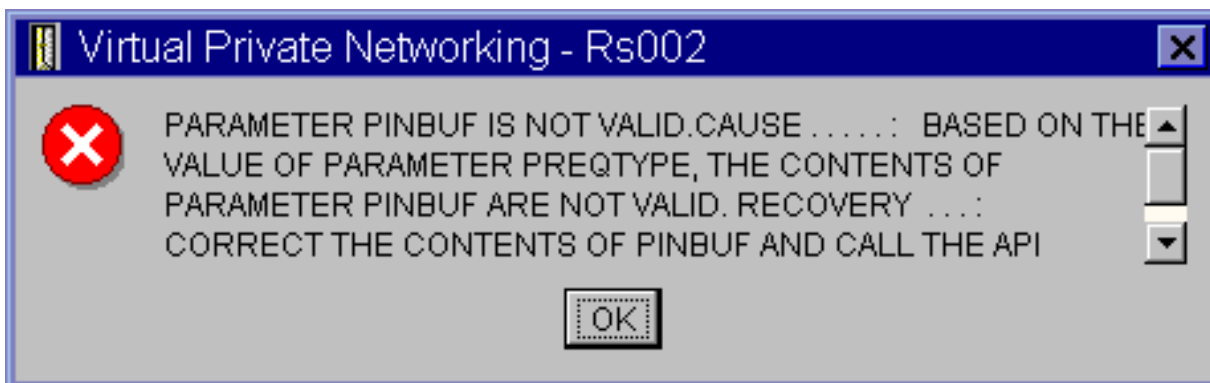 Virtual Private Networking - Rs002
PARAMETER PINBUF IS NOT VALID.CAUSE . . . . . :   BASED ON THE
VALUE OF PARAMETER PREQTYPE, THE CONTENTS OF
PARAMETER PINBUF ARE NOT VALID. RECOVERY  . . . :
CORRECT THE CONTENTS OF PINBUF AND CALL THE API
OK